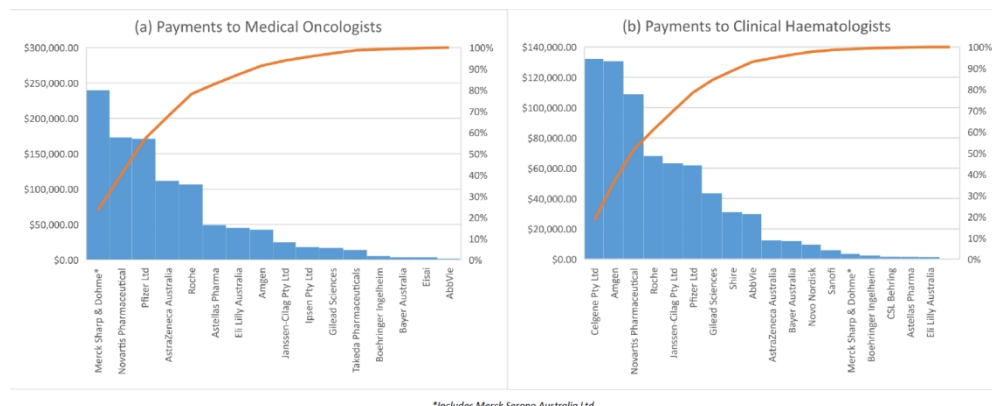 (a) Payments to Medical Oncologists
$300,000.00
$250,000.00
$200,000.00
$150,000.00
$100,000.00
$50,000.00
$0.00
100%
90%
80%
70%
60%
50%
40%
30%
20%
10%
0%
Merck Sharp & Dohme*
Novartis Pharmaceutical
Pfizer Ltd
AstraZeneca Australia
Roche
Astellas Pharma
Eli Lilly Australia
Amgen
Janssen-Cilag Pty Ltd
Ipsen Pty Ltd
Gilead Sciences
Takeda Pharmaceuticals
Boehringer Ingelheim
Bayer Australia
Eisai
AbbVie
(b) Payments to Clinical Haematologists
$140,000.00
$120,000.00
$100,000.00
$80,000.00
$60,000.00
$40,000.00
$20,000.00
$0.00
100%
90%
80%
70%
60%
50%
40%
30%
20%
10%
0%
Celgene Pty Ltd
Amgen
Novartis Pharmaceutical
Roche
Janssen-Cilag Pty Ltd
Pfizer Ltd
Gilead Sciences
Shire
AbbVie
AstraZeneca Australia
Bayer Australia
Novo Nordisk
Sanofi
Merck Sharp & Dohme*
Boehringer Ingelheim
CSL Behring
Astellas Pharma
Eli Lilly Australia
*Includes Merck Serono Australia Ltd